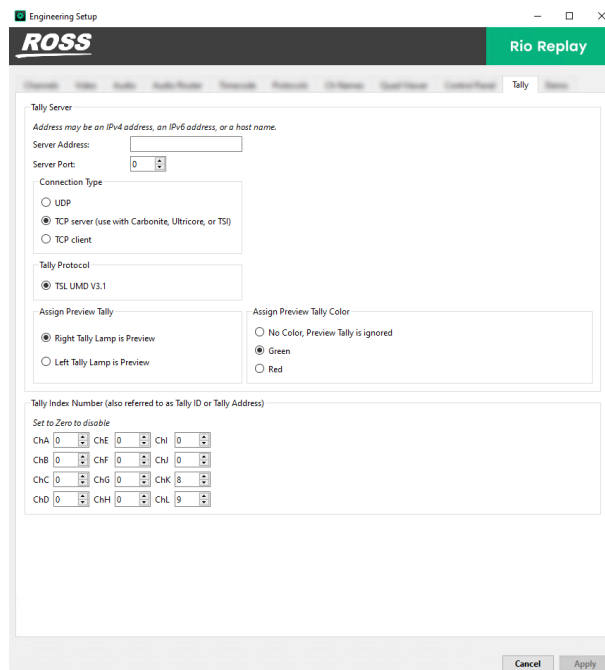 Engineering Setup
ROSS
Rio Replay
Tally
Tally Server
Address may be an IPv4 address, an IPv6 address, or a host name.
Server Address:
Server Port: 0
Connection Type
UDP
TCP server (use with Carbonite, Ultricore, or TSI)
TCP client
Tally Protocol
TSL UMD V3.1
Assign Preview Tally
Right Tally Lamp is Preview
Left Tally Lamp is Preview
Assign Preview Tally Color
No Color, Preview Tally is ignored
Green
Red
Tally Index Number (also referred to as Tally ID or Tally Address)
Set to Zero to disable
ChA 0 ChE 0 ChI 0
ChB 0 ChF 0 ChJ 0
ChC 0 ChG 0 ChK 8
ChD 0 ChH 0 ChL 9
Cancel Apply